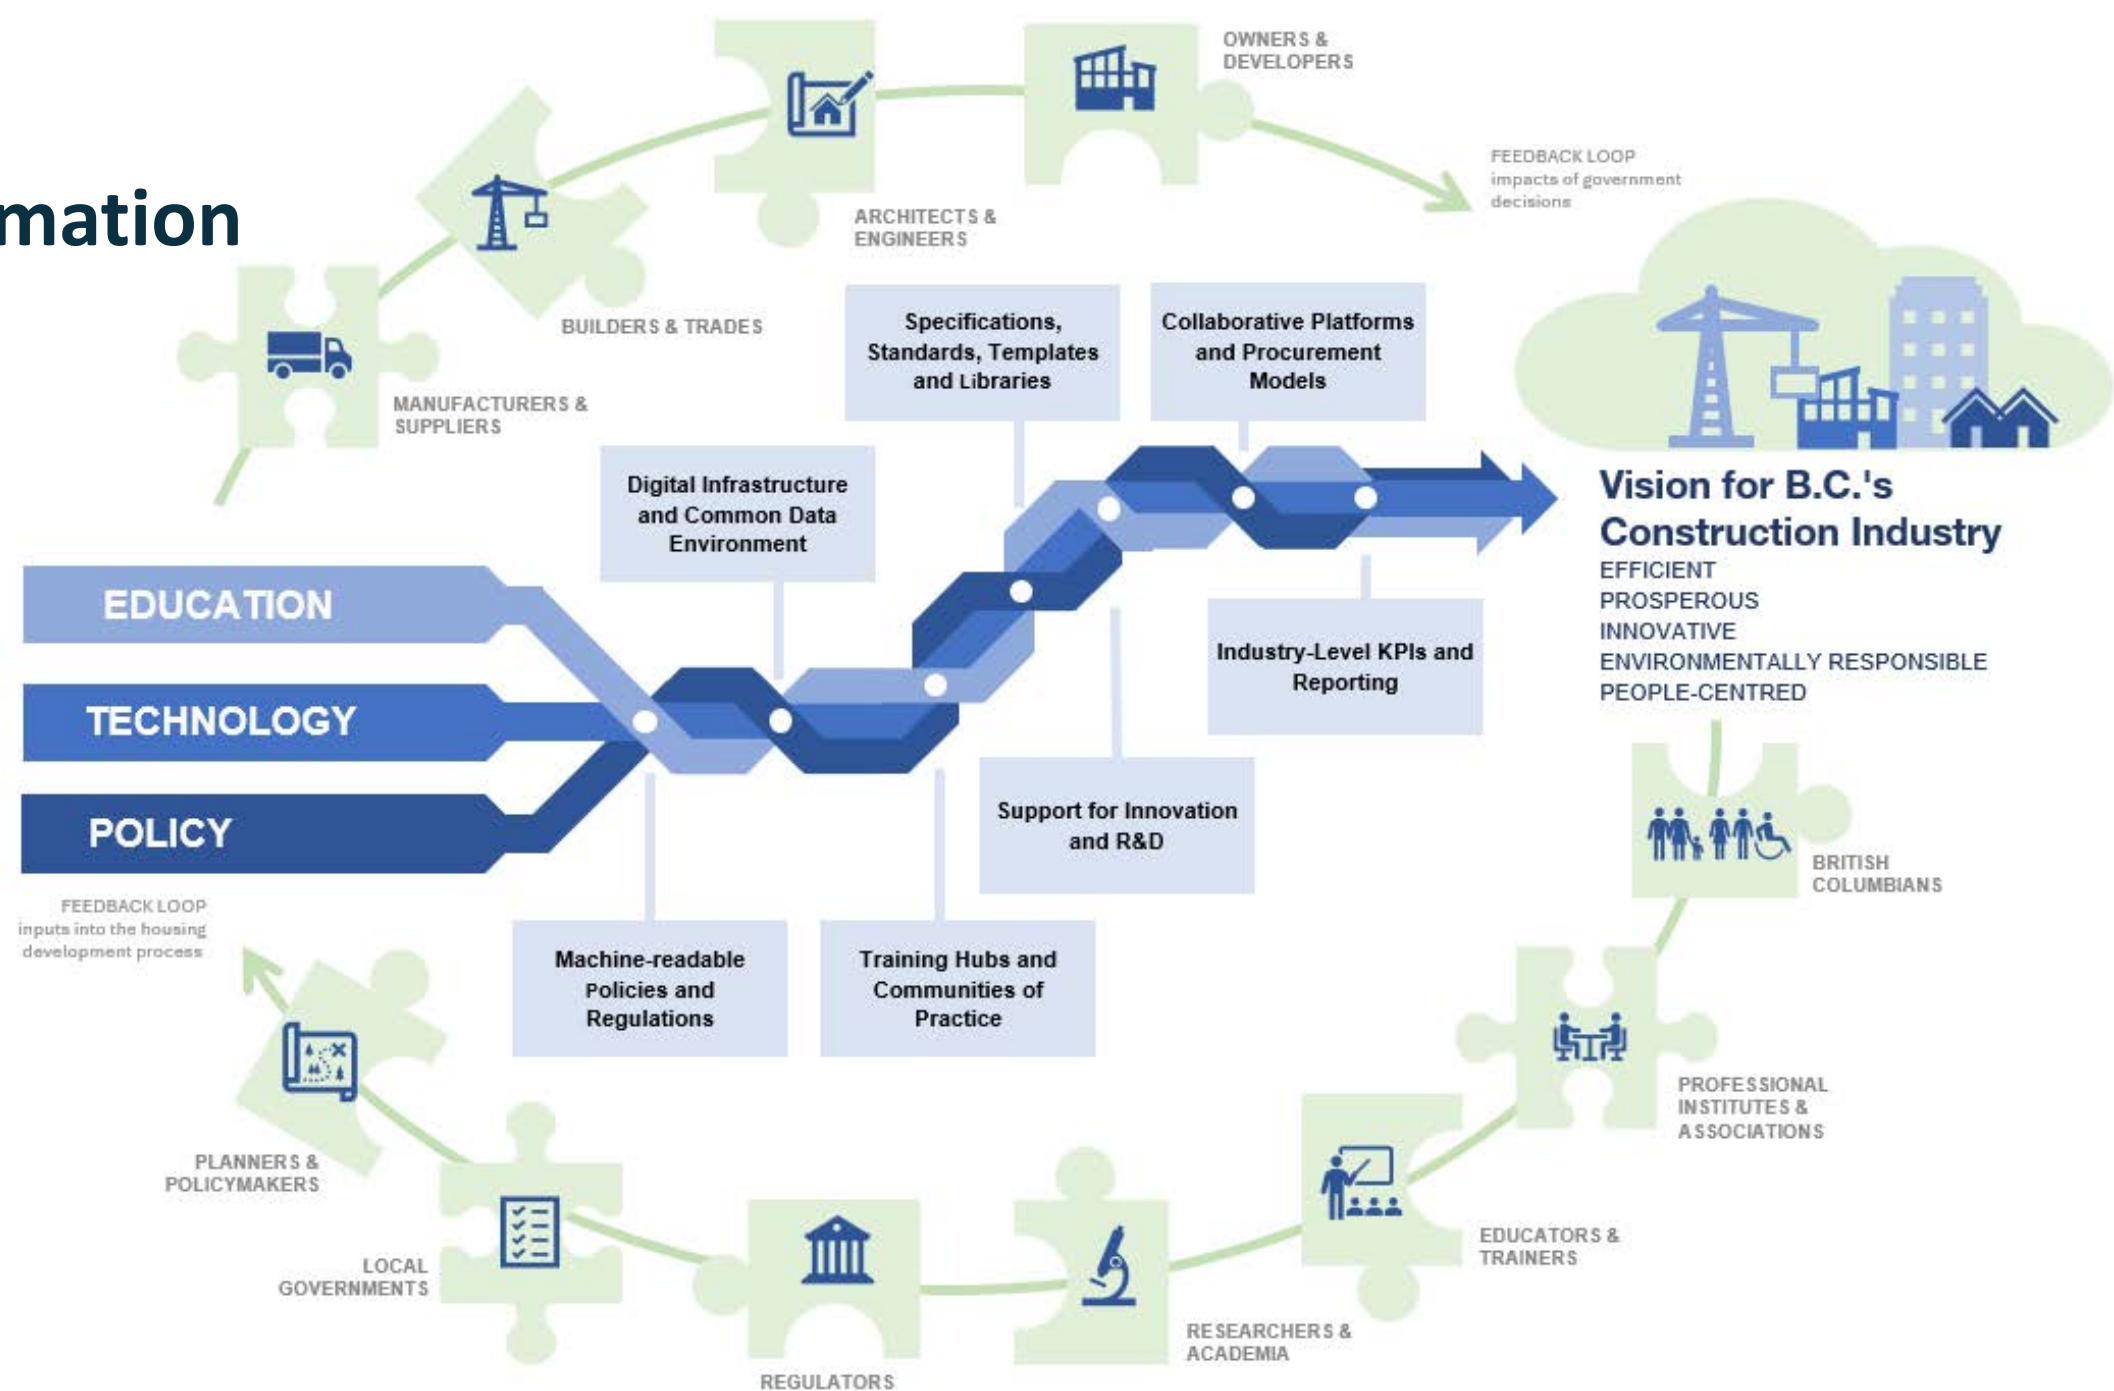 OWNERS &
DEVELOPERS
FEEDBACK LOOP
impacts of government
decisions
mation
ARCHITECTS &
ENGINEERS
BUILDERS & TRADES
MANUFACTURERS &
SUPPLIERS
Specifications,
Standards, Templates
and Libraries
Collaborative Platforms
and Procurement
Models
Digital Infrastructure
and Common Data
Environment
Vision for B.C.'s
Construction Industry
EFFICIENT
PROSPEROUS
INNOVATIVE
ENVIRONMENTALLY RESPONSIBLE
PEOPLE-CENTRED
EDUCATION
TECHNOLOGY
POLICY
Industry-Level KPIs and
Reporting
Support for Innovation
and R&D
BRITISH
COLUMBIANS
FEEDBACK LOOP
inputs into the housing
development process
Machine-readable
Policies and
Regulations
Training Hubs and
Communities of
Practice
PROFESSIONAL
INSTITUTES &
ASSOCIATIONS
PLANNERS &
POLICYMAKERS
LOCAL
GOVERNMENTS
EDUCATORS &
TRAINERS
RESEARCHERS &
ACADEMIA
REGULATORS